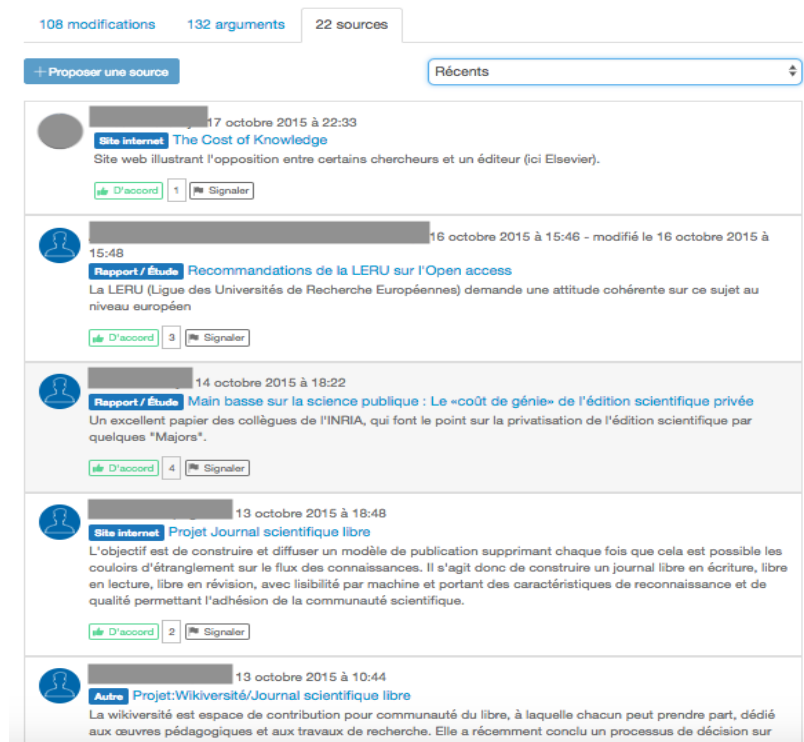 108 modifications 132 arguments 22 sources
+ Proposer une source Récents
17 octobre 2015 à 22:33
Site internet The Cost of Knowledge
Site web illustrant l'opposition entre certains chercheurs et un éditeur (ici Elsevier).
D'accord 1 Signaler
16 octobre 2015 à 15:46 - modifié le 16 octobre 2015 à
15:48
Rapport / Étude Recommandations de la LERU sur l'Open access
La LERU (Ligue des Universités de Recherche Européennes) demande une attitude cohérente sur ce sujet au
niveau européen
D'accord 3 Signaler
14 octobre 2015 à 18:22
Rapport / Étude Main basse sur la science publique : Le «coût de génie» de l'édition scientifique privée
Un excellent papier des collègues de l'INRIA, qui font le point sur la privatisation de l'édition scientifique par
quelques "Majors".
D'accord 4 Signaler
13 octobre 2015 à 18:48
Site internet Projet Journal scientifique libre
L'objectif est de construire et diffuser un modèle de publication supprimant chaque fois que cela est possible les
couloirs d'étranglement sur le flux des connaissances. Il s'agit donc de construire un journal libre en écriture, libre
en lecture, libre en révision, avec lisibilité par machine et portant des caractéristiques de reconnaissance et de
qualité permettant l'adhésion de la communauté scientifique.
D'accord 2 Signaler
13 octobre 2015 à 10:44
Autre Projet:Wikiversité/Journal scientifique libre
La wikiversité est espace de contribution pour communauté du libre, à laquelle chacun peut prendre part, dédié
aux œuvres pédagogiques et aux travaux de recherche. Elle a récemment conclu un processus de décision sur